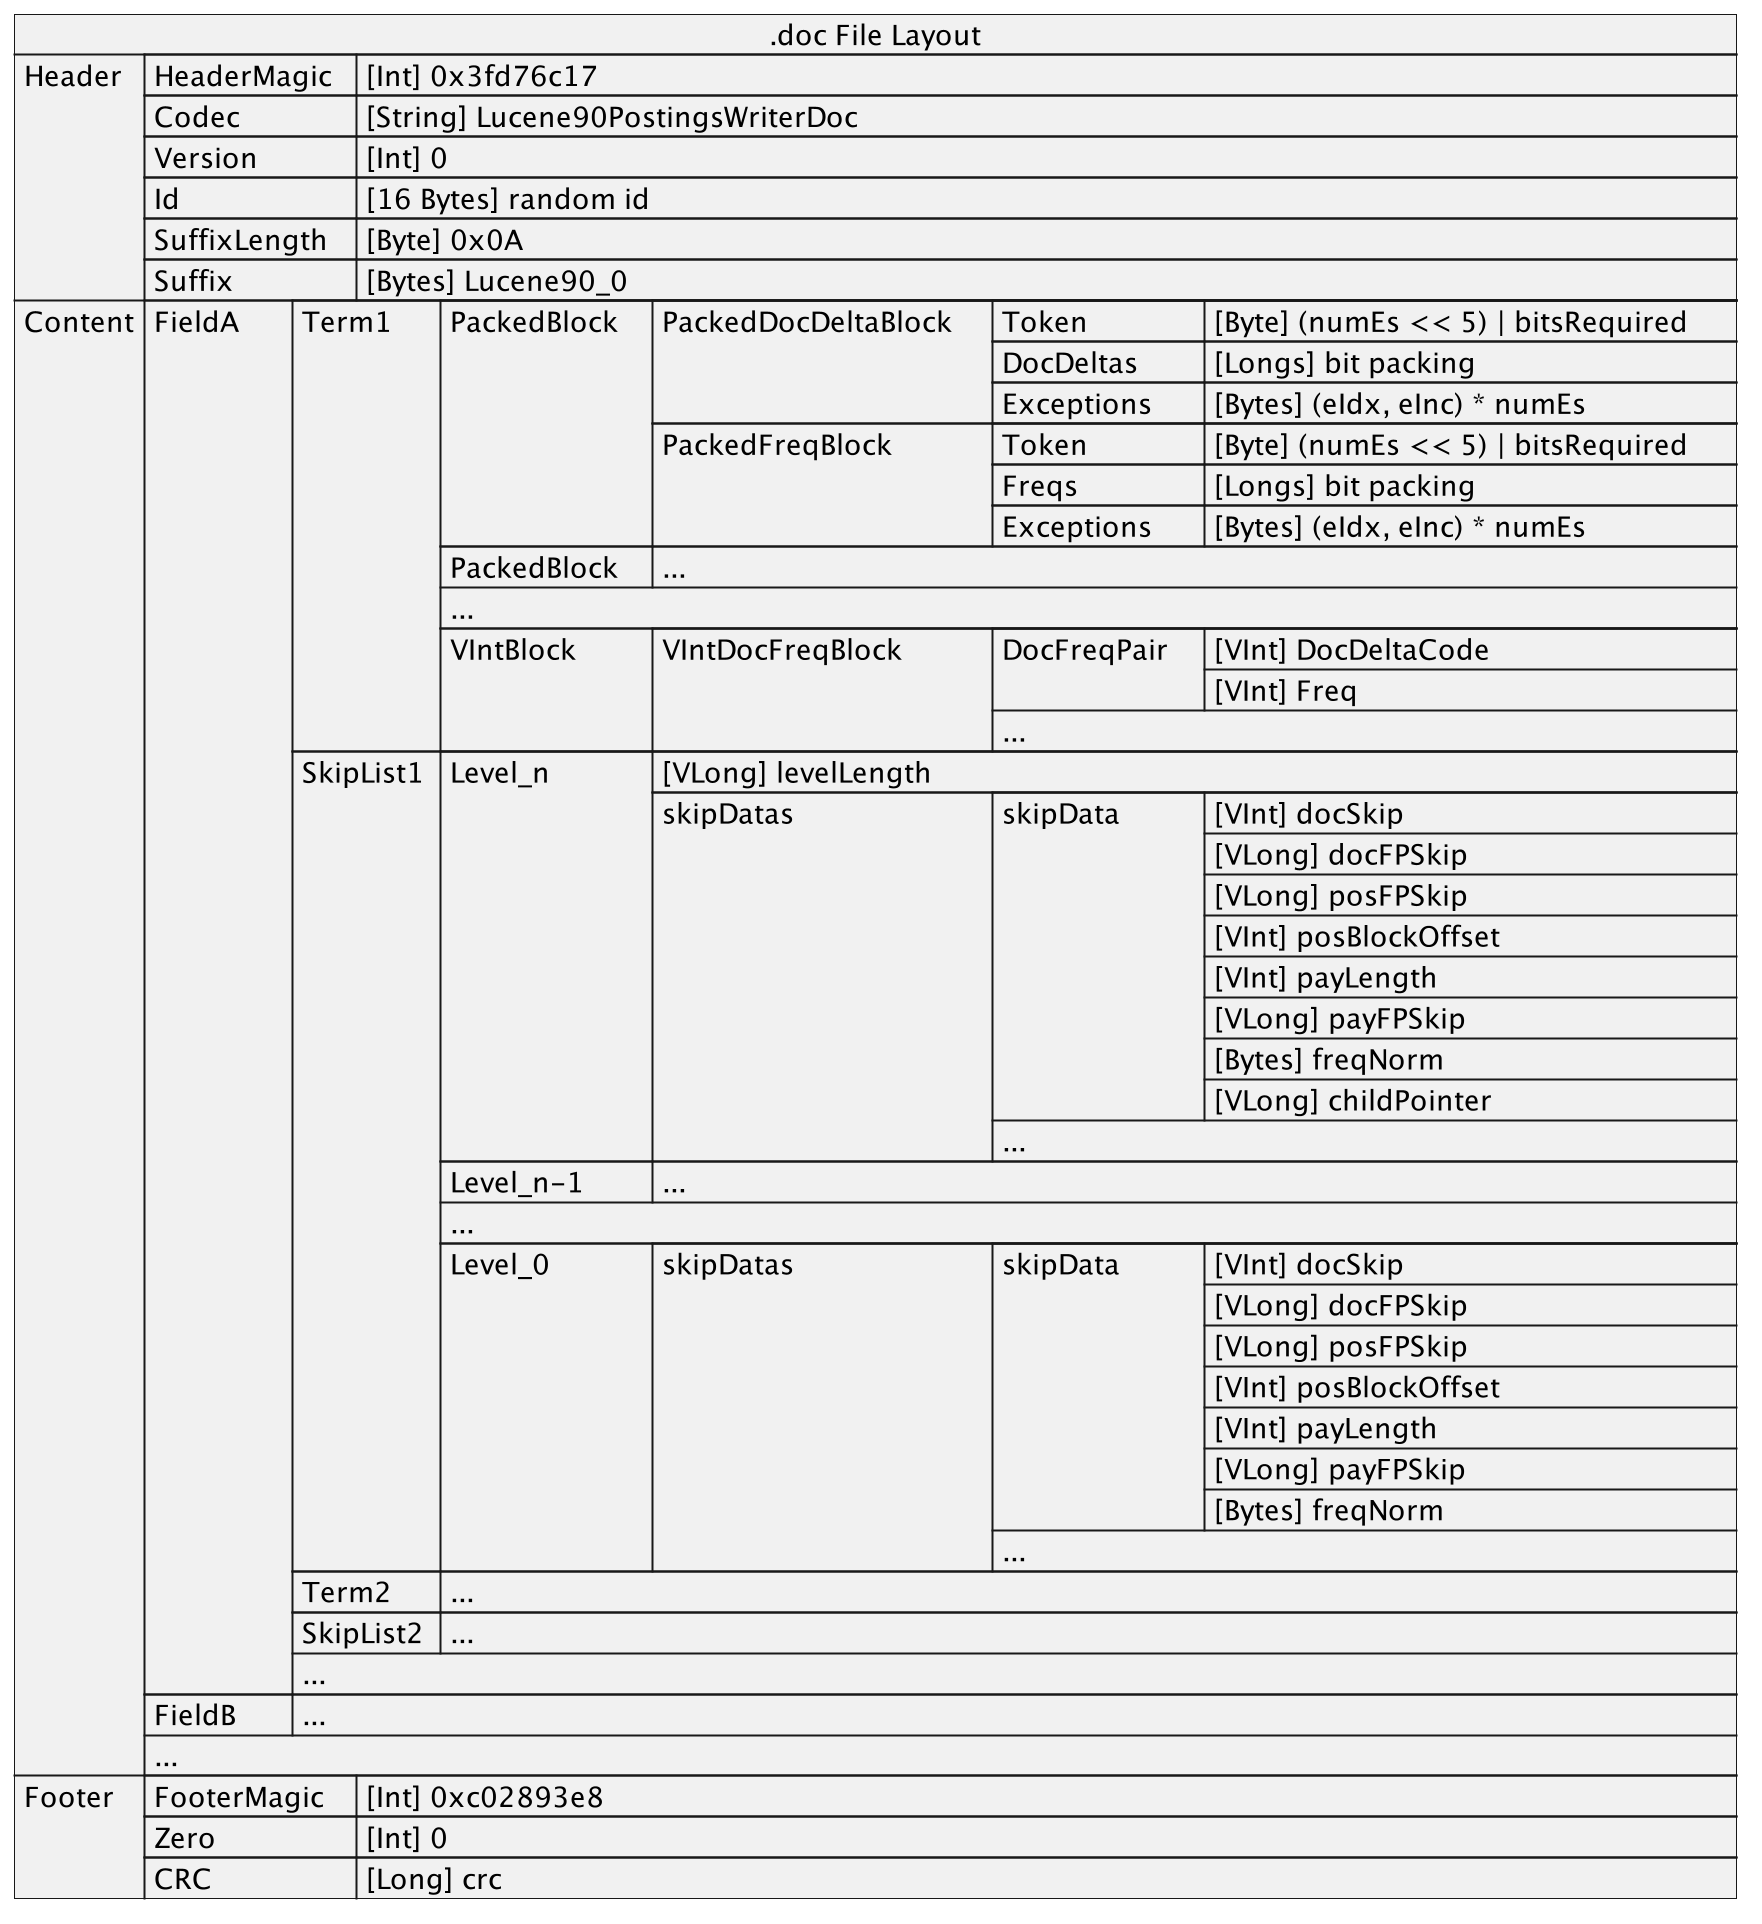 .doc File Layout
Header HeaderMagic [Int] 0x3fd76c17
Codec [String] Lucene90PostingsWriterDoc
Version [Int] 0
Id [16 Bytes] random id
SuffixLength [Byte] 0x0A
Suffix [Bytes] Lucene90_0
Content FieldA Term1 PackedBlock PackedDocDeltaBlock Token [Byte] (numEs << 5) | bitsRequired
DocDeltas [Longs] bit packing
Exceptions [Bytes] (eIdx, eInc) * numEs
PackedFreqBlock Token [Byte] (numEs << 5) | bitsRequired
Freqs [Longs] bit packing
Exceptions [Bytes] (eIdx, eInc) * numEs
PackedBlock ...
...
VIntBlock VIntDocFreqBlock DocFreqPair [VInt] DocDeltaCode
[VInt] Freq
...
SkipList1 Level_n [VLong] levelLength
skipDatas skipData [VInt] docSkip
[VLong] docFPSkip
[VLong] posFPSkip
[VInt] posBlockOffset
[VInt] payLength
[VLong] payFPSkip
[Bytes] freqNorm
[VLong] childPointer
...
Level_n-1 ...
...
Level_0 skipDatas skipData [VInt] docSkip
[VLong] docFPSkip
[VLong] posFPSkip
[VInt] posBlockOffset
[VInt] payLength
[VLong] payFPSkip
[Bytes] freqNorm
...
Term2 ...
SkipList2 ...
...
FieldB ...
...
Footer FooterMagic [Int] 0xc02893e8
Zero [Int] 0
CRC [Long] crc